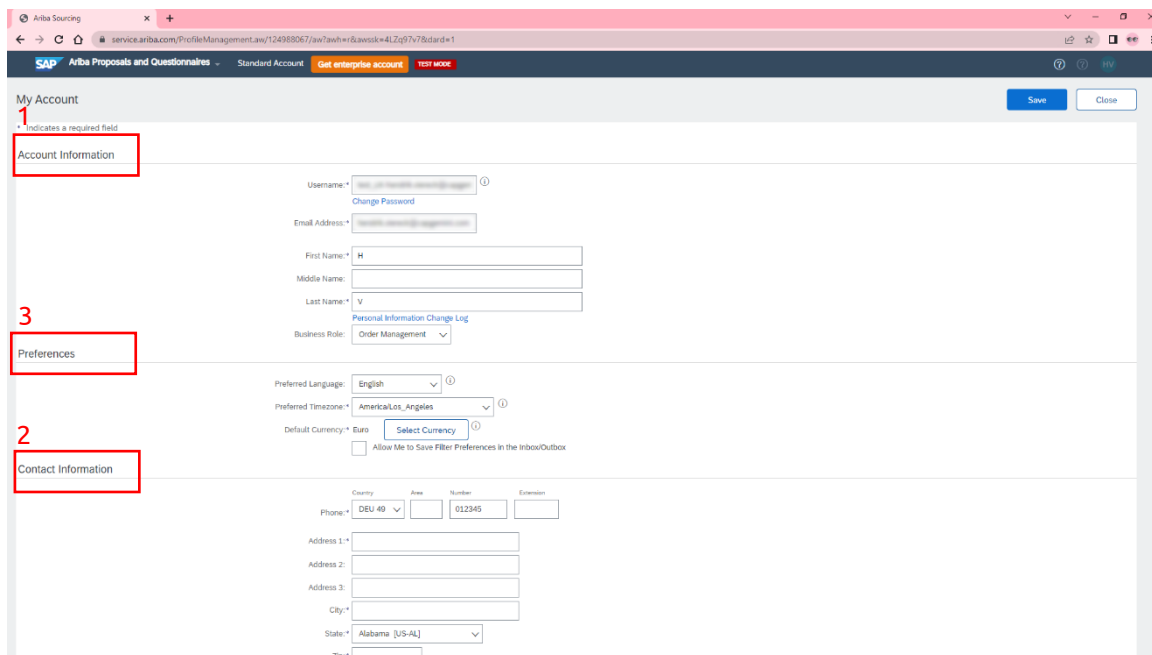 Ariba Sourcing
service.ariba.com/ProfileManagement.aw/124988067/aw?awh=r&awssk=4LZq97v7&dard=1
SAP Ariba Proposals and Questionnaires Standard Account Get enterprise account TEST MODE HV
My Account Save Close
1
* Indicates a required field
Account Information
Username:*
Change Password
Email Address:*
First Name:* H
Middle Name:
Last Name:* V
Personal Information Change Log
3
Business Role: Order Management
Preferences
Preferred Language: English
Preferred Timezone:* America/Los_Angeles
Default Currency:* Euro Select Currency
2
Allow Me to Save Filter Preferences in the Inbox/Outbox
Contact Information
Country Area Number Extension
Phone:* DEU 49 012345
Address 1:*
Address 2:
Address 3:
City:*
State:* Alabama [US-AL]